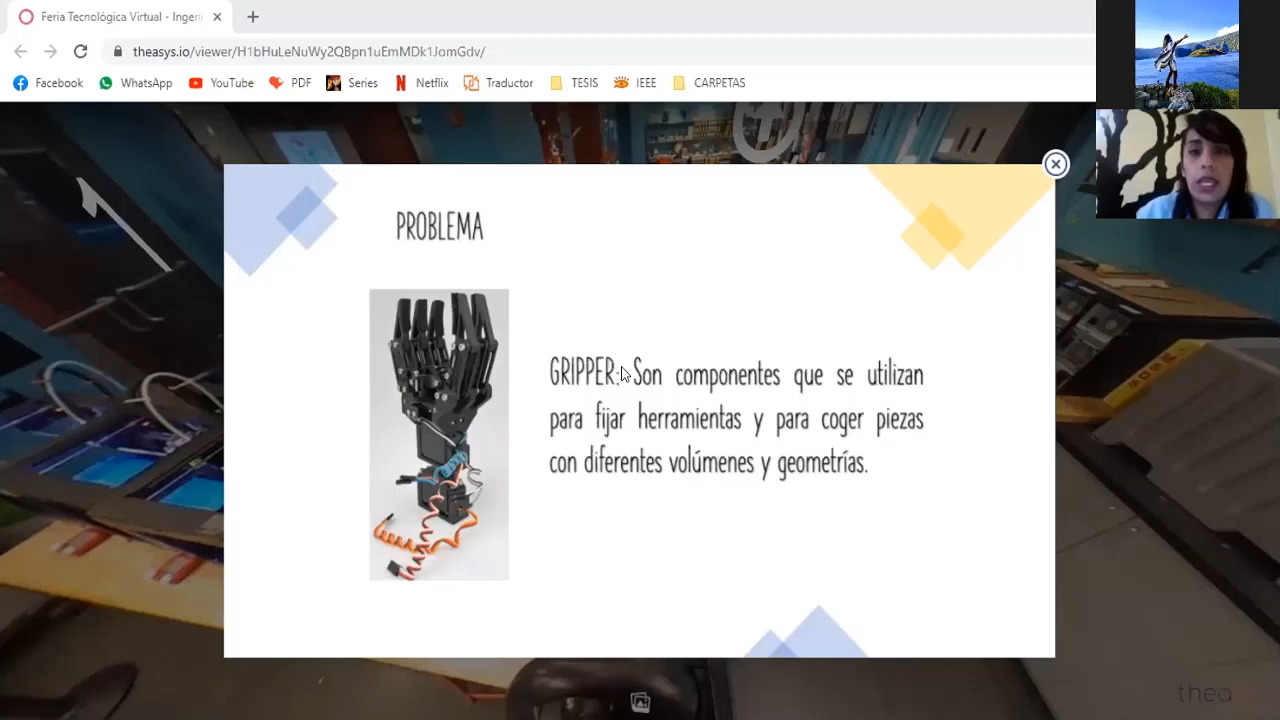 Feria Tecnológica Virtual - Ingen
theasys.io/viewer/H1bHuLeNuWy2QBpn1uEmMDk1JomGdv/
Facebook WhatsApp YouTube PDF Series Netflix Traductor TESIS IEEE CARPETAS
PROBLEMA
GRIPPER: Son componentes que se utilizan
para fijar herramientas y para coger piezas
con diferentes volúmenes y geometrías.